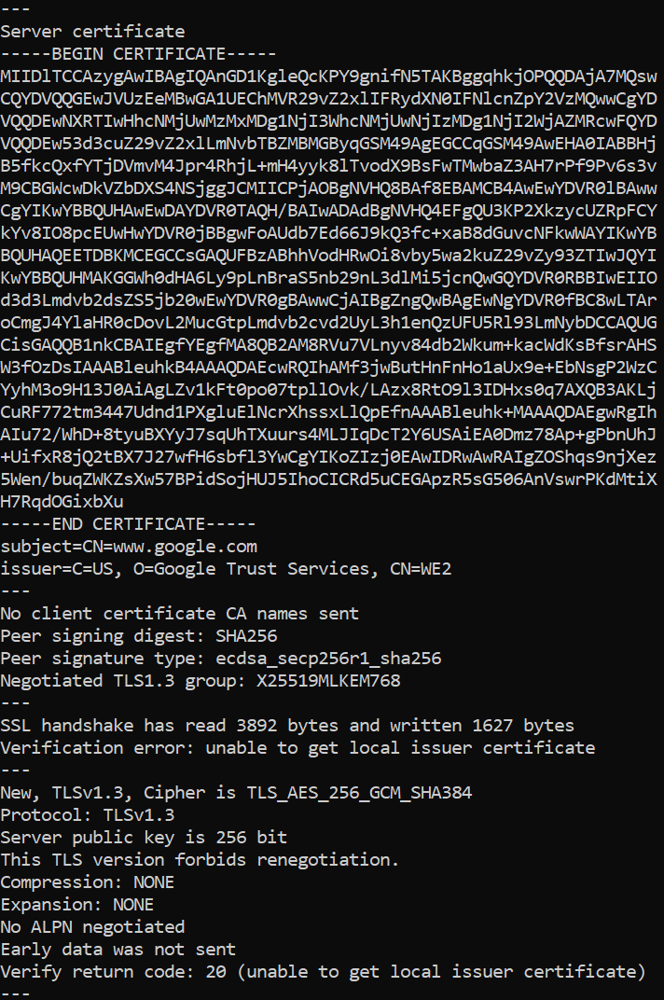 ---
Server certificate
-----BEGIN CERTIFICATE-----
MIIDlTCCAzygAwIBAgIQAnGD1KgleQcKPY9gnifN5TAKBggqhkjOPQQDAjA7MQsw
CQYDVQQGEwJVUzEeMBwGA1UEChMVR29vZ2xlIFRydXN0IFNlcnZpY2VzMQwwCgYD
VQQDEwNXRTIwHhcNMjUwMzMxMDg1NjI3WhcNMjUwNjIzMDg1NjI2WjAZMRcwFQYD
VQQDEw53d3cuZ29vZ2xlLmNvbTBZMBMGByqGSM49AgEGCCqGSM49AwEHA0IABBHj
B5fkcQxfYTjDVmvM4Jpr4RhjL+mH4yyk8lTvodX9BsFwTMwbaZ3AH7rPf9Pv6s3v
M9CBGWcwDkVZbDXS4NSjggJCMIICPjAOBgNVHQ8BAf8EBAMCB4AwEwYDVR0lBAww
CgYIKwYBBQUHAwEwDAYDVR0TAQH/BAIwADAdBgNVHQ4EFgQU3KP2XkzycUZRpFCY
kYv8IO8pcEUwHwYDVR0jBBgwFoAUdb7Ed66J9kQ3fc+xaB8dGuvcNFkwWAYIKwYB
BQUHAQEETDBKMCEGCCsGAQUFBzABhhVodHRwOi8vby5wa2kuZ29vZy93ZTIwJQYI
KwYBBQUHMAKGGWh0dHA6Ly9pLnBraS5nb29nL3dlMi5jcnQwGQYDVR0RBBIwEIIO
d3d3Lmdvb2dsZS5jb20wEwYDVR0gBAwwCjAIBgZngQwBAgEwNgYDVR0fBC8wLTAr
oCmgJ4YlaHR0cDovL2MucGtpLmdvb2cvd2UyL3h1enQzUFU5Rl93LmNybDCCAQUG
CisGAQQB1nkCBAIEgfYEgfMA8QB2AM8RVu7VLnyv84db2Wkum+kacWdKsBfsrAHS
W3fOzDsIAAABleuhkB4AAAQDAEcwRQIhAMf3jwButHnFnHo1aUx9e+EbNsgP2WzC
YyhM3o9H13J0AiAgLZv1kFt0po07tpllOvk/LAzx8RtO9l3IDHxs0q7AXQB3AKLj
CuRF772tm3447Udnd1PXgluElNcrXhssxLlQpEfnAAABleuhk+MAAAQDAEgwRgIh
AIu72/WhD+8tyuBXYyJ7sqUhTXuurs4MLJIqDcT2Y6USAiEA0Dmz78Ap+gPbnUhJ
+UifxR8jQ2tBX7J27wfH6sbfl3YwCgYIKoZIzj0EAwIDRwAwRAIgZOShqs9njXez
5Wen/buqZWKZsXw57BPidSojHUJ5IhoCICRd5uCEGApzR5sG506AnVswrPKdMtiX
H7RqdOGixbXu
-----END CERTIFICATE-----
subject=CN=www.google.com
issuer=C=US, O=Google Trust Services, CN=WE2
---
No client certificate CA names sent
Peer signing digest: SHA256
Peer signature type: ecdsa_secp256r1_sha256
Negotiated TLS1.3 group: X25519MLKEM768
---
SSL handshake has read 3892 bytes and written 1627 bytes
Verification error: unable to get local issuer certificate
---
New, TLSv1.3, Cipher is TLS_AES_256_GCM_SHA384
Protocol: TLSv1.3
Server public key is 256 bit
This TLS version forbids renegotiation.
Compression: NONE
Expansion: NONE
No ALPN negotiated
Early data was not sent
Verify return code: 20 (unable to get local issuer certificate)
---